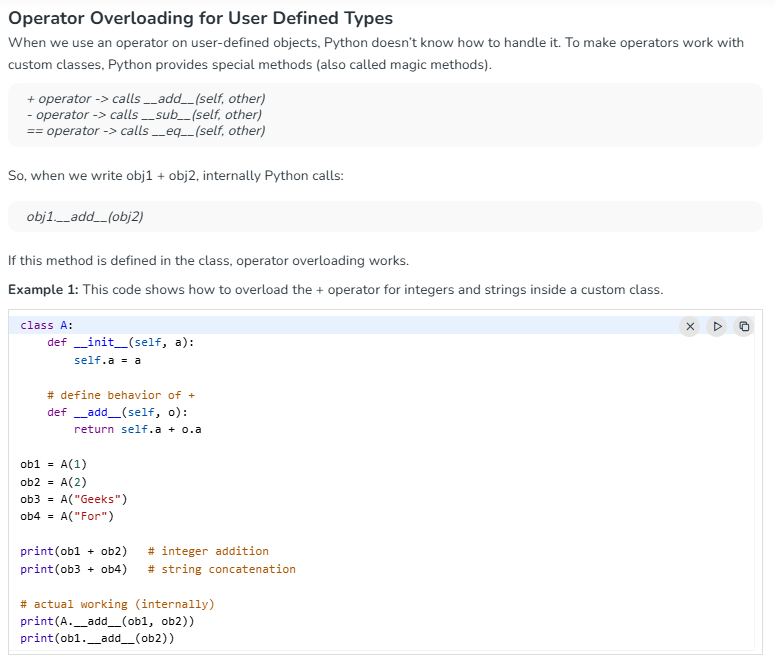 Operator Overloading for User Defined Types
When we use an operator on user-defined objects, Python doesn’t know how to handle it. To make operators work with
custom classes, Python provides special methods (also called magic methods).
+ operator -> calls __add__(self, other)
- operator -> calls __sub__(self, other)
== operator -> calls __eq__(self, other)
So, when we write obj1 + obj2, internally Python calls:
obj1.__add__(obj2)
If this method is defined in the class, operator overloading works.
Example 1: This code shows how to overload the + operator for integers and strings inside a custom class.
class A:
    def __init__(self, a):
        self.a = a
    # define behavior of +
    def __add__(self, o):
        return self.a + o.a
ob1 = A(1)
ob2 = A(2)
ob3 = A("Geeks")
ob4 = A("For")
print(ob1 + ob2)   # integer addition
print(ob3 + ob4)   # string concatenation
# actual working (internally)
print(A.__add__(ob1, ob2))
print(ob1.__add__(ob2))